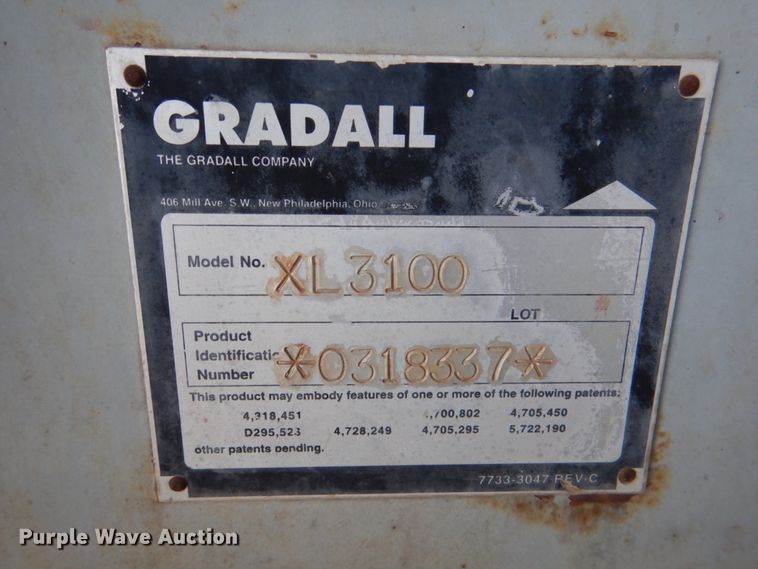 GRADALL
THE GRADALL COMPANY
406 Mill Ave. S.W., New Philadelphia, Ohio
Model No. XL3100
LOT
Product
Identification
Number *0318337*
This product may embody features of one or more of the following patents:
4,318,451 4,700,802 4,705,450
D295,523 4,728,249 4,705,295 5,722,190
other patents pending.
7733-3047 REV-C
Purple Wave Auction